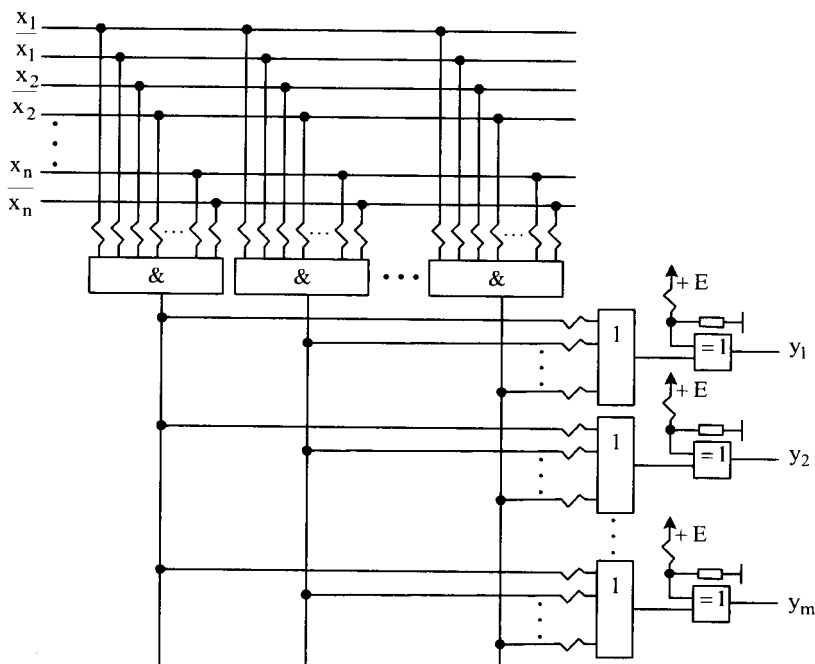 x₁
x̅₁
x₂
x̅₂
xₙ
x̅ₙ
...
...
...
& & ... &
+ E
1
= 1
y₁
+ E
1
= 1
y₂
+ E
1
= 1
yₘ